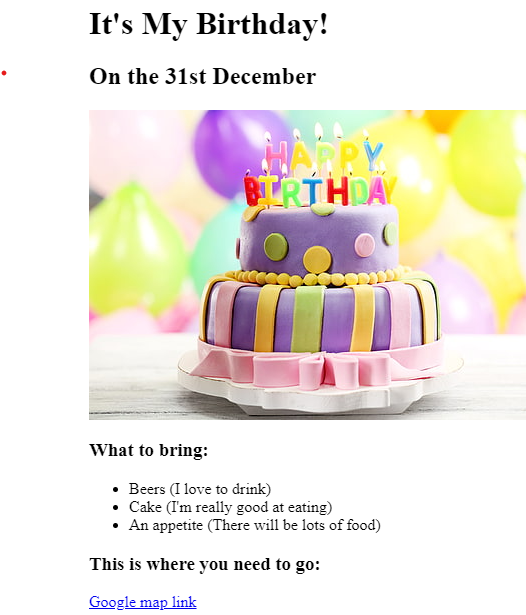 It's My Birthday!
On the 31st December
HAPPY
BIRTHDAY
What to bring:
Beers (I love to drink)
Cake (I'm really good at eating)
An appetite (There will be lots of food)
This is where you need to go:
Google map link